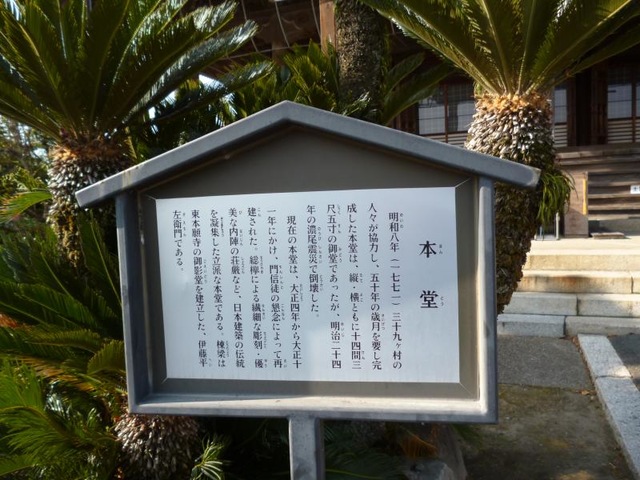 本堂
明和八年（一七七一）三十九ヶ村の
人々が協力し、五十年の歳月を要し完
成した本堂は、縦、横ともに十四間三
尺五寸の御堂であったが、明治二十四
年の濃尾震災で倒壊した。
現在の本堂は、大正四年から大正十
一年にかけ、門信徒の懇念によって再
建された。総欅による繊細な彫刻・優
美な内陣の荘厳など、日本建築の伝統
を凝集した立派な本堂である。棟梁は
東本願寺の御影堂を建立した、伊藤平
左衛門である。